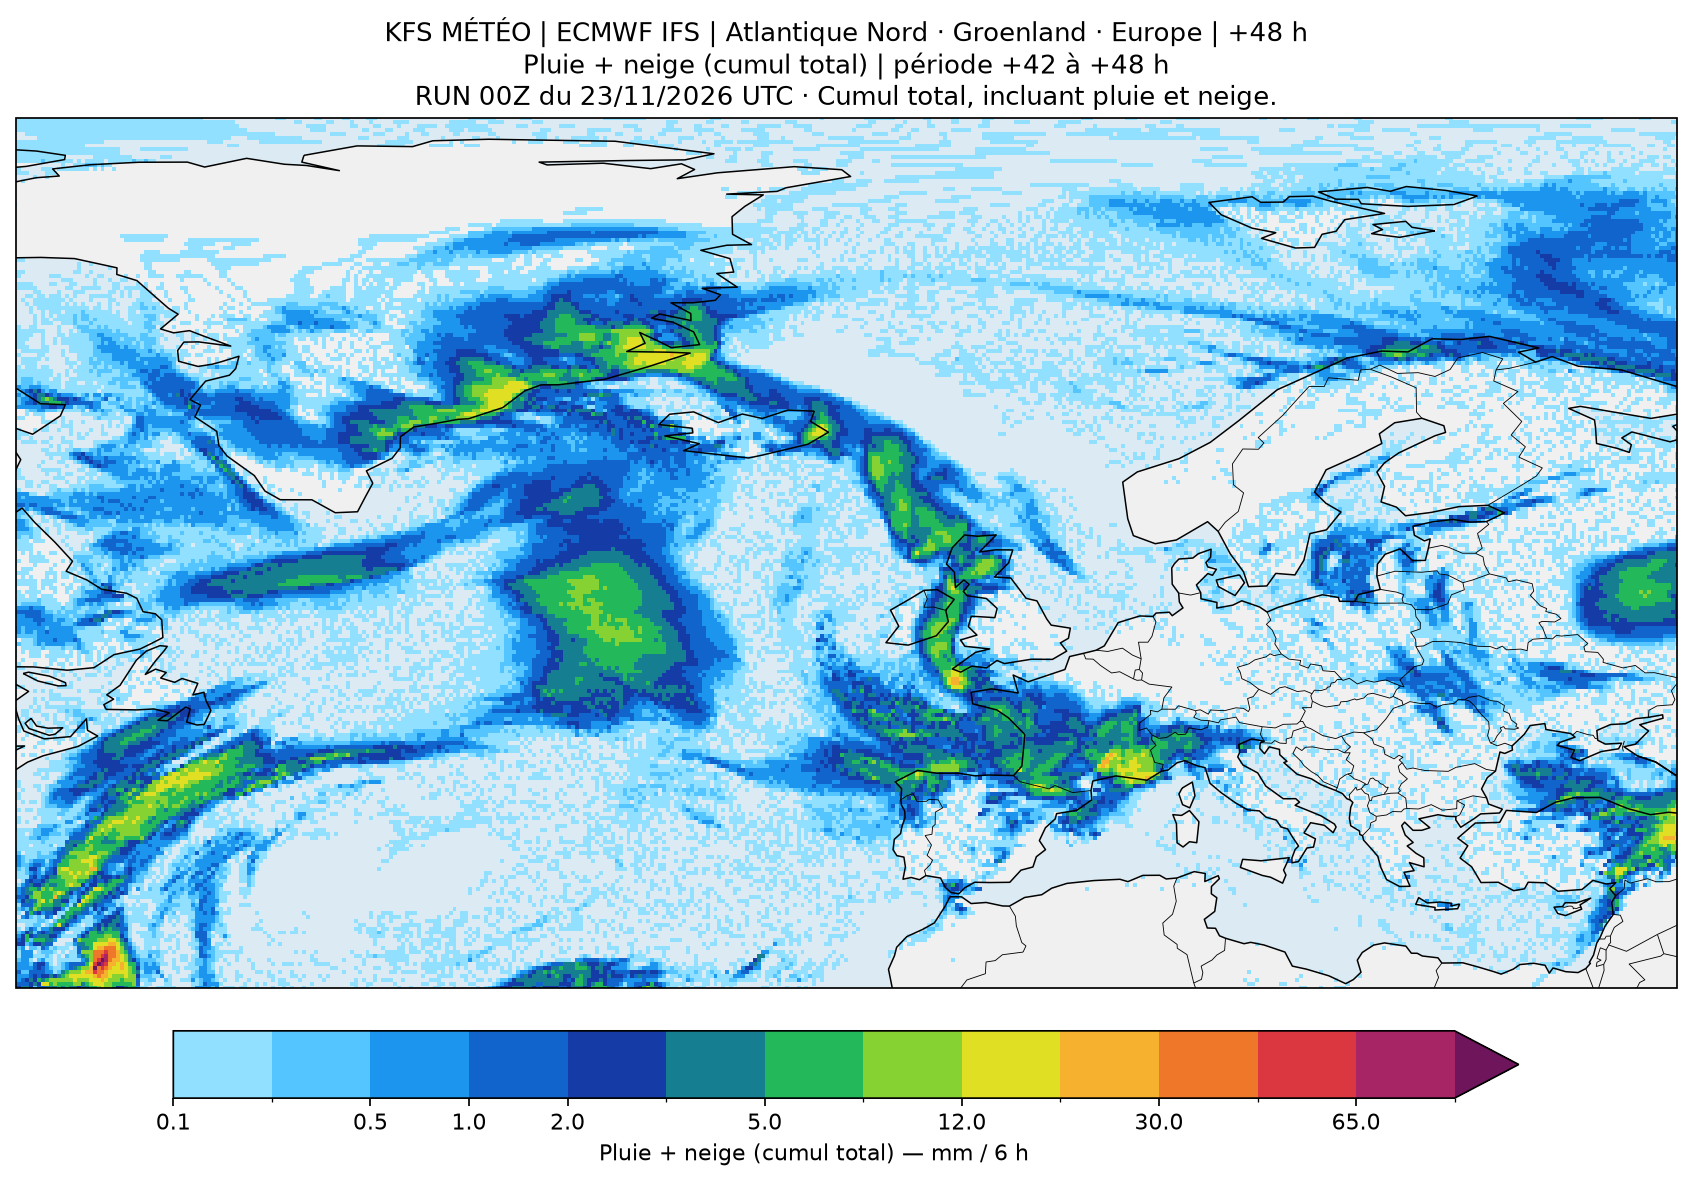 KFS MÉTÉO | ECMWF IFS | Atlantique Nord · Groenland · Europe | +48 h
Pluie + neige (cumul total) | période +42 à +48 h
RUN 00Z du 23/11/2026 UTC · Cumul total, incluant pluie et neige.
0.1 0.5 1.0 2.0 5.0 12.0 30.0 65.0
Pluie + neige (cumul total) — mm / 6 h